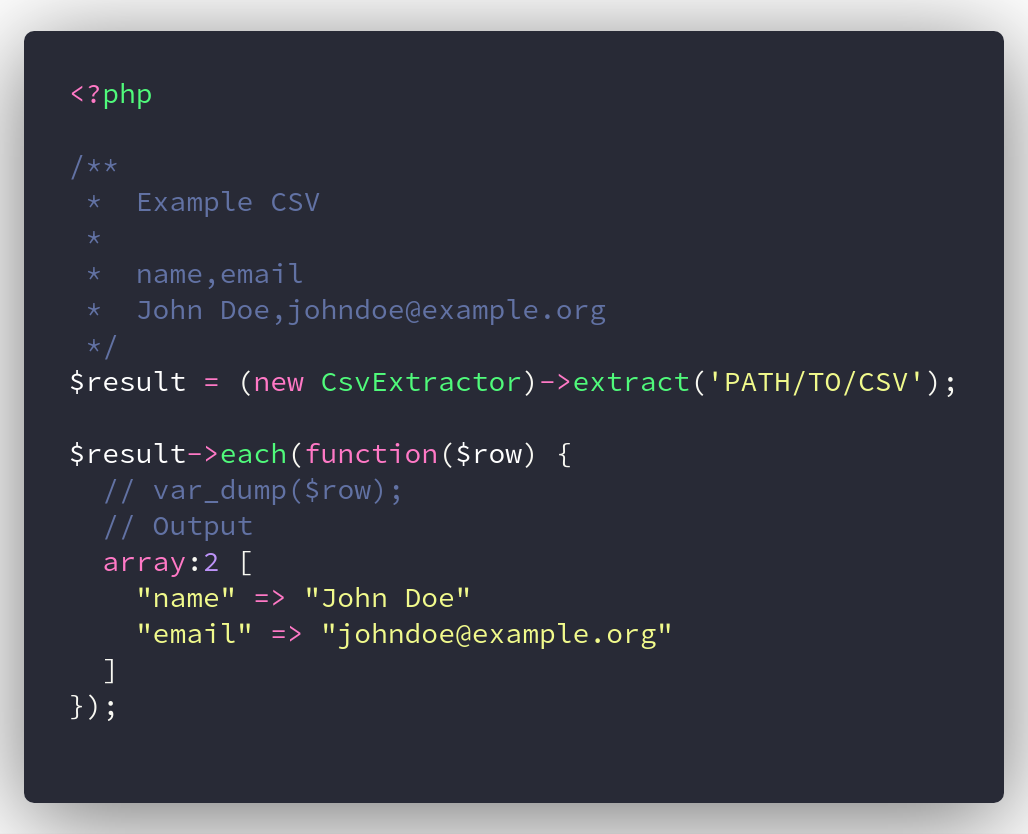 <?php
/**
 *  Example CSV
 *
 *  name,email
 *  John Doe,johndoe@example.org
 */
$result = (new CsvExtractor)->extract('PATH/TO/CSV');
$result->each(function($row) {
  // var_dump($row);
  // Output
  array:2 [
    "name" => "John Doe"
    "email" => "johndoe@example.org"
  ]
});